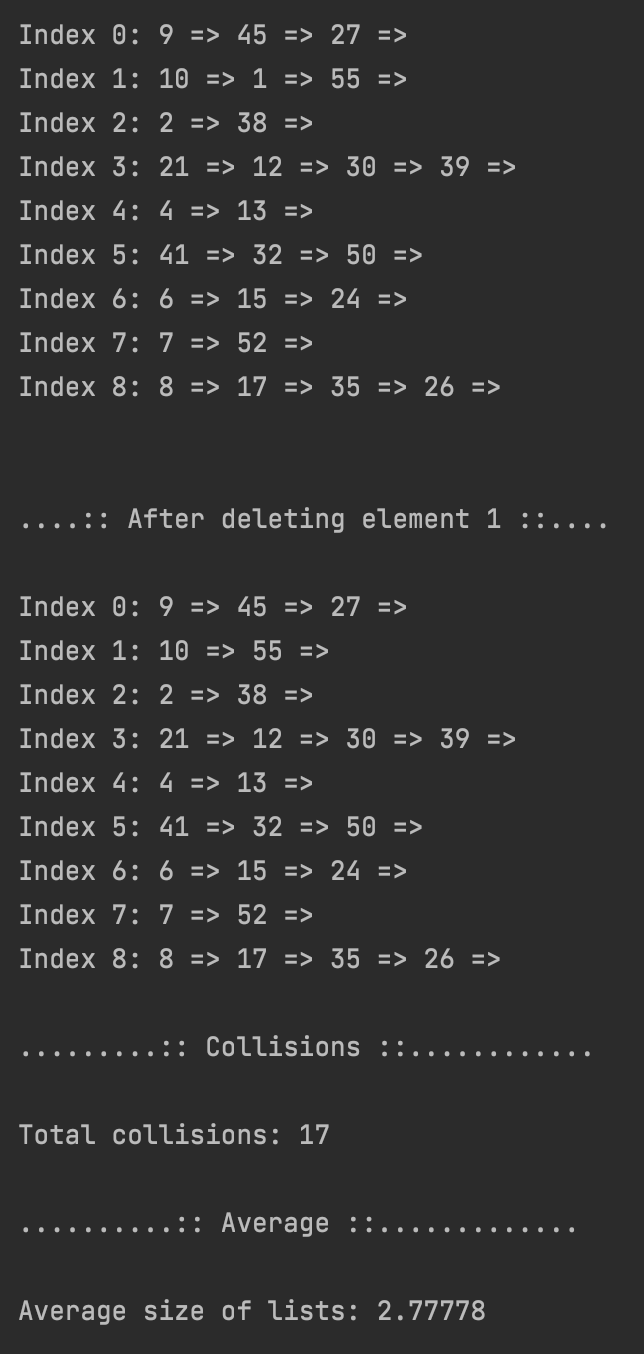 Index 0: 9 => 45 => 27 =>
Index 1: 10 => 1 => 55 =>
Index 2: 2 => 38 =>
Index 3: 21 => 12 => 30 => 39 =>
Index 4: 4 => 13 =>
Index 5: 41 => 32 => 50 =>
Index 6: 6 => 15 => 24 =>
Index 7: 7 => 52 =>
Index 8: 8 => 17 => 35 => 26 =>
....:: After deleting element 1 ::....
Index 0: 9 => 45 => 27 =>
Index 1: 10 => 55 =>
Index 2: 2 => 38 =>
Index 3: 21 => 12 => 30 => 39 =>
Index 4: 4 => 13 =>
Index 5: 41 => 32 => 50 =>
Index 6: 6 => 15 => 24 =>
Index 7: 7 => 52 =>
Index 8: 8 => 17 => 35 => 26 =>
.........:: Collisions ::............
Total collisions: 17
..........:: Average ::.............
Average size of lists: 2.77778